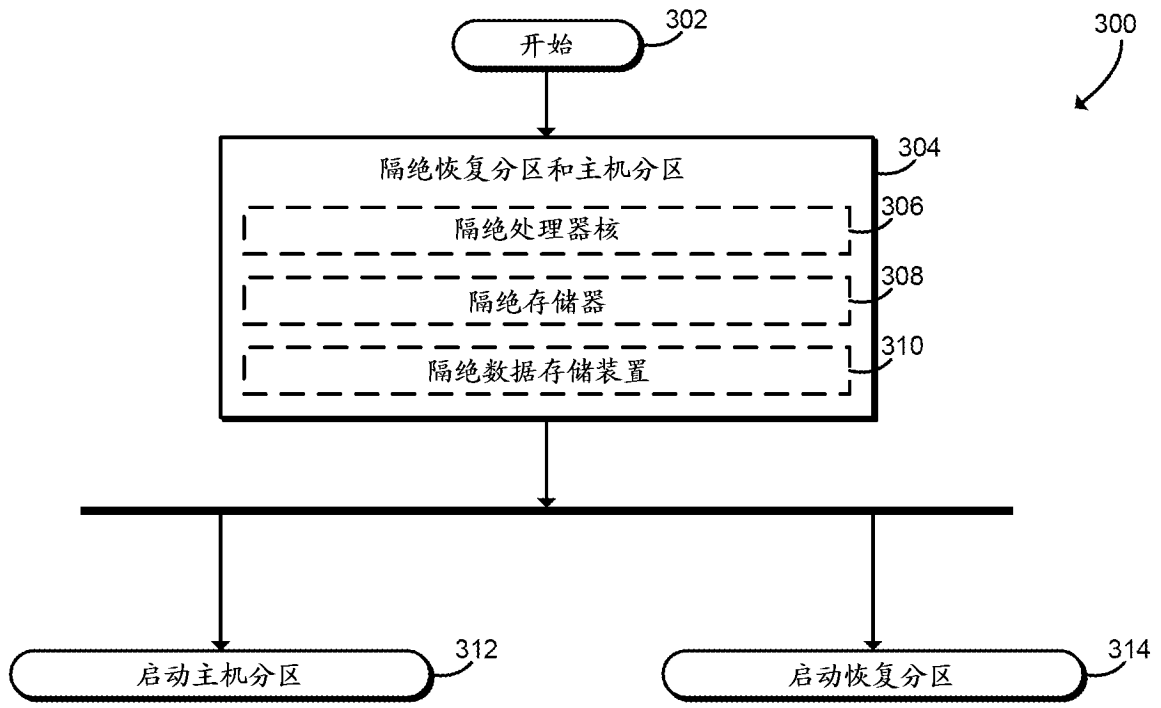 开始
302
300
隔绝恢复分区和主机分区
304
隔绝处理器核
306
隔绝存储器
308
隔绝数据存储装置
310
启动主机分区
312
启动恢复分区
314